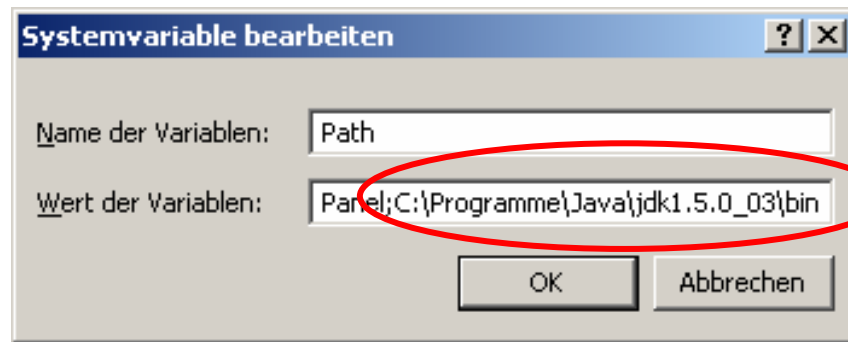 Systemvariable bearbeiten
Name der Variablen: Path
Wert der Variablen: Panel;C:\Programme\Java\jdk1.5.0_03\bin
OK Abbrechen